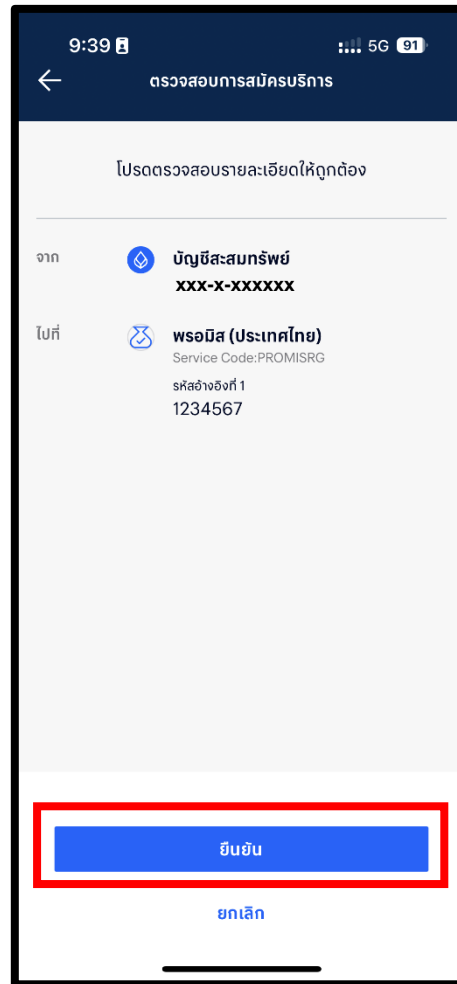 9:39 5G 91
ตรวจสอบการสมัครบริการ
โปรดตรวจสอบรายละเอียดให้ถูกต้อง
จาก บัญชีสะสมทรัพย์
xxx-x-xxxxxx
ไปที่ พรอมิส (ประเทศไทย)
Service Code:PROMISRG
รหัสอ้างอิงที่ 1
1234567
ยืนยัน
ยกเลิก